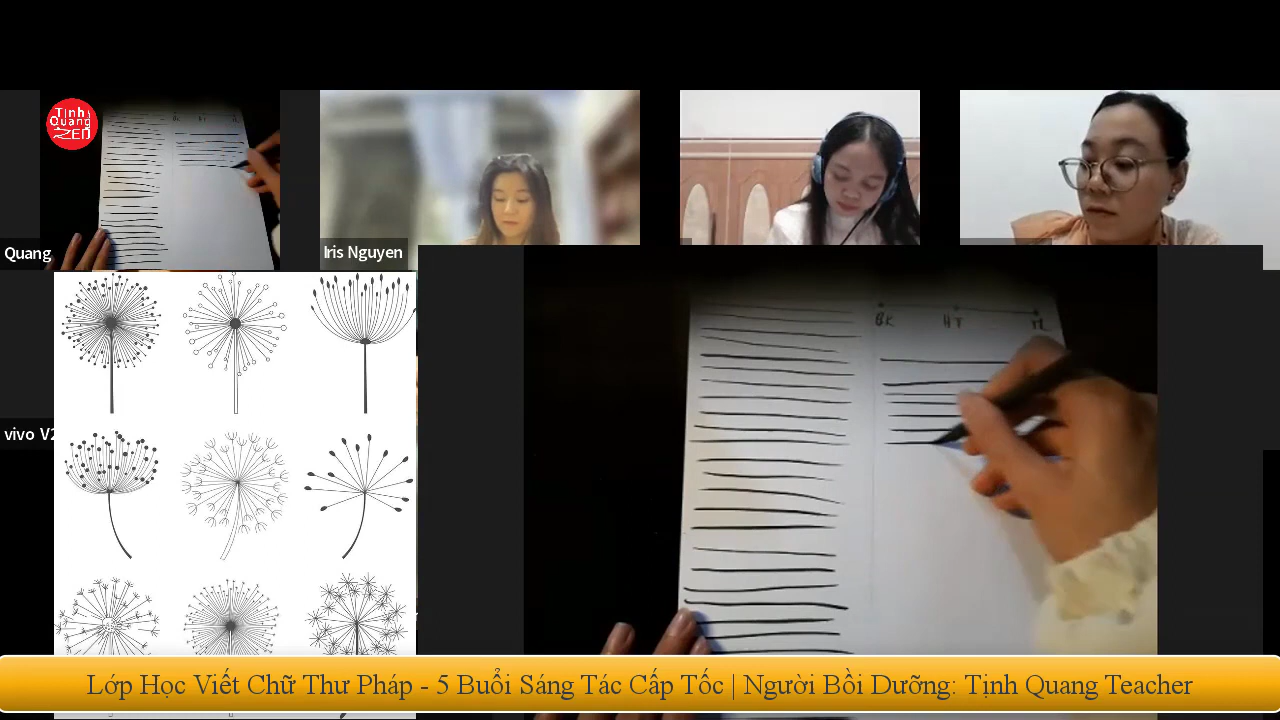 Tịnh
Quang
ZEN
Quang
Iris Nguyen
vivo V2
BK
HT
Lớp Học Viết Chữ Thư Pháp - 5 Buổi Sáng Tác Cấp Tốc | Người Bồi Dưỡng: Tịnh Quang Teacher